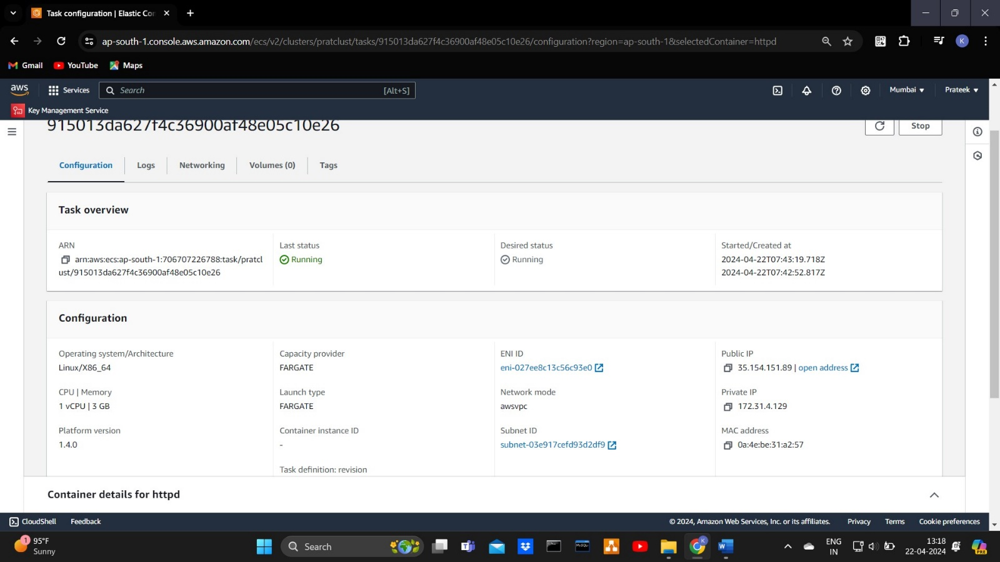 Task configuration | Elastic Cor
ap-south-1.console.aws.amazon.com/ecs/v2/clusters/pratclust/tasks/915013da627f4c36900af48e05c10e26/configuration?region=ap-south-1&selectedContainer=httpd
K
Gmail
YouTube
Maps
aws
Services
Search
[Alt+S]
Mumbai
Prateek
Key Management Service
915013da627f4c36900af48e05c10e26
Stop
Configuration
Logs
Networking
Volumes (0)
Tags
Task overview
ARN
arn:aws:ecs:ap-south-1:706707226788:task/pratcl
ust/915013da627f4c36900af48e05c10e26
Last status
Running
Desired status
Running
Started/Created at
2024-04-22T07:43:19.718Z
2024-04-22T07:42:52.817Z
Configuration
Operating system/Architecture
Linux/X86_64
CPU | Memory
1 vCPU | 3 GB
Platform version
1.4.0
Capacity provider
FARGATE
Launch type
FARGATE
Container instance ID
-
Task definition: revision
ENI ID
eni-027ee8c13c56c93e0
Network mode
awsvpc
Subnet ID
subnet-03e917cefd93d2df9
Public IP
35.154.151.89 | open address
Private IP
172.31.4.129
MAC address
0a:4e:be:31:a2:57
Container details for httpd
CloudShell
Feedback
© 2024, Amazon Web Services, Inc. or its affiliates.
Privacy
Terms
Cookie preferences
1
95°F
Sunny
Search
MySQL
K
W
ENG
IN
13:18
22-04-2024
PRE